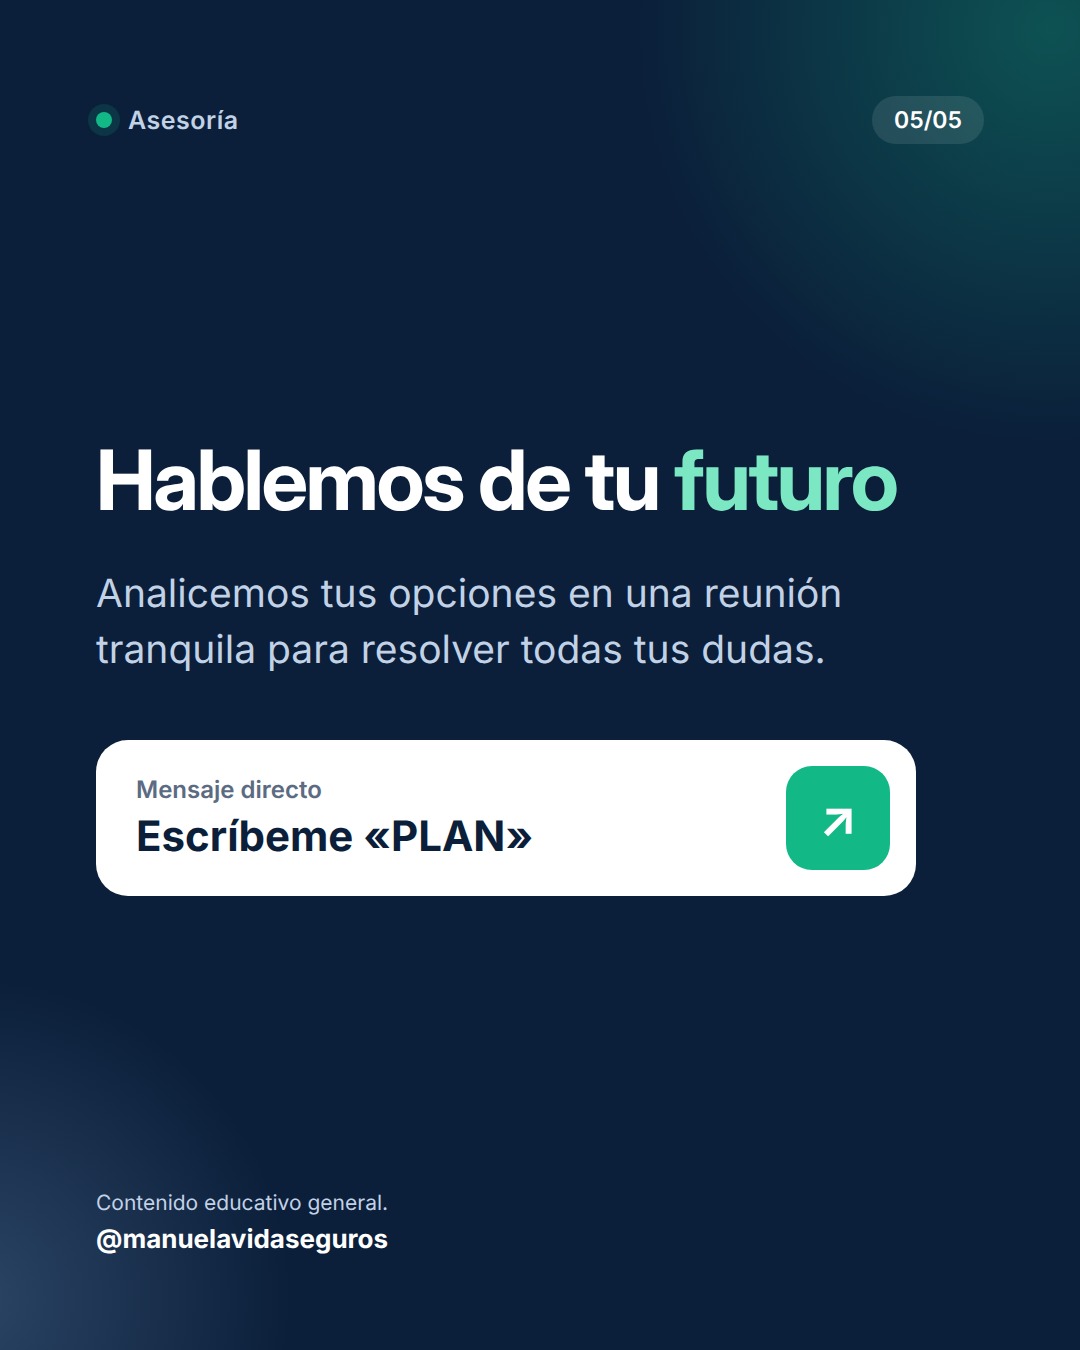 Asesoría
05/05
Hablemos de tu futuro
Analicemos tus opciones en una reunión
tranquila para resolver todas tus dudas.
Mensaje directo
Escríbeme «PLAN»
Contenido educativo general.
@manuelavidaseguros